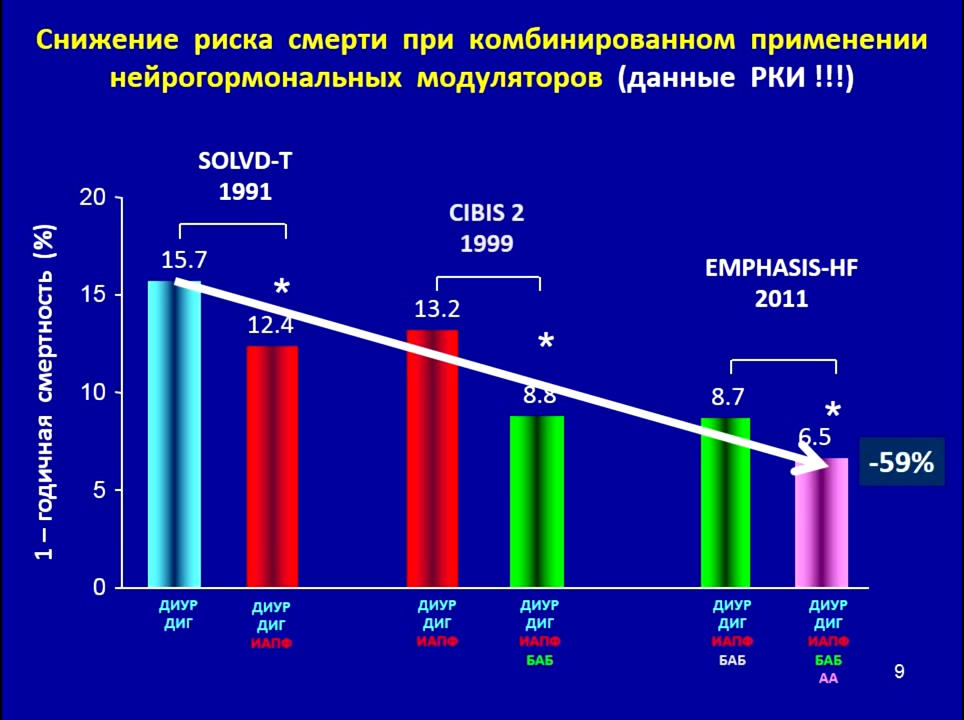 Снижение риска смерти при комбинированном применении
нейрогормональных модуляторов (данные РКИ !!!)
SOLVD-T
1991
CIBIS 2
1999
EMPHASIS-HF
2011
1 – годичная смертность (%)
20
15
10
5
0
15.7
*
12.4
13.2
*
8.8
8.7
*
6.5
-59%
ДИУР
ДИГ
ДИУР
ДИГ
ИАПФ
ДИУР
ДИГ
ИАПФ
ДИУР
ДИГ
ИАПФ
БАБ
ДИУР
ДИГ
ИАПФ
БАБ
ДИУР
ДИГ
ИАПФ
БАБ
АА
9